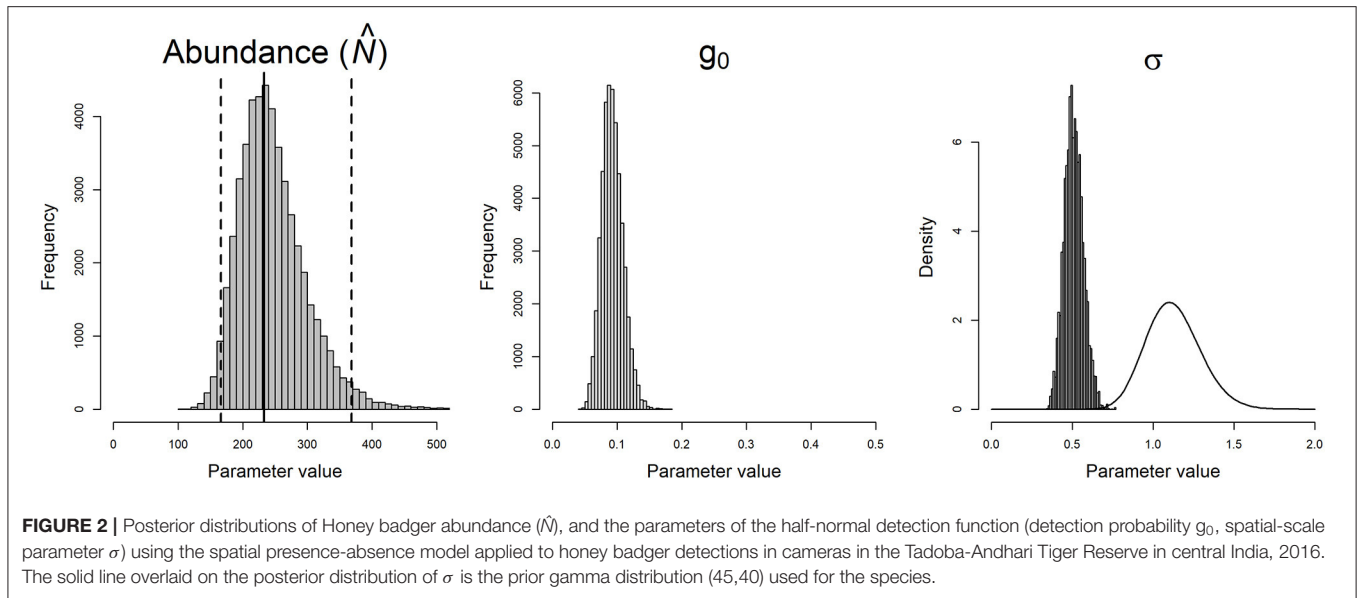 Abundance (N̂)
Frequency
0 1000 2000 3000 4000
0 100 200 300 400 500
Parameter value
g₀
Frequency
0 1000 2000 3000 4000 5000 6000
0.0 0.1 0.2 0.3 0.4 0.5
Parameter value
σ
Density
0 2 4 6
0.0 0.5 1.0 1.5 2.0
Parameter value
FIGURE 2 | Posterior distributions of Honey badger abundance (N̂), and the parameters of the half-normal detection function (detection probability g₀, spatial-scale
parameter σ) using the spatial presence-absence model applied to honey badger detections in cameras in the Tadoba-Andhari Tiger Reserve in central India, 2016.
The solid line overlaid on the posterior distribution of σ is the prior gamma distribution (45,40) used for the species.